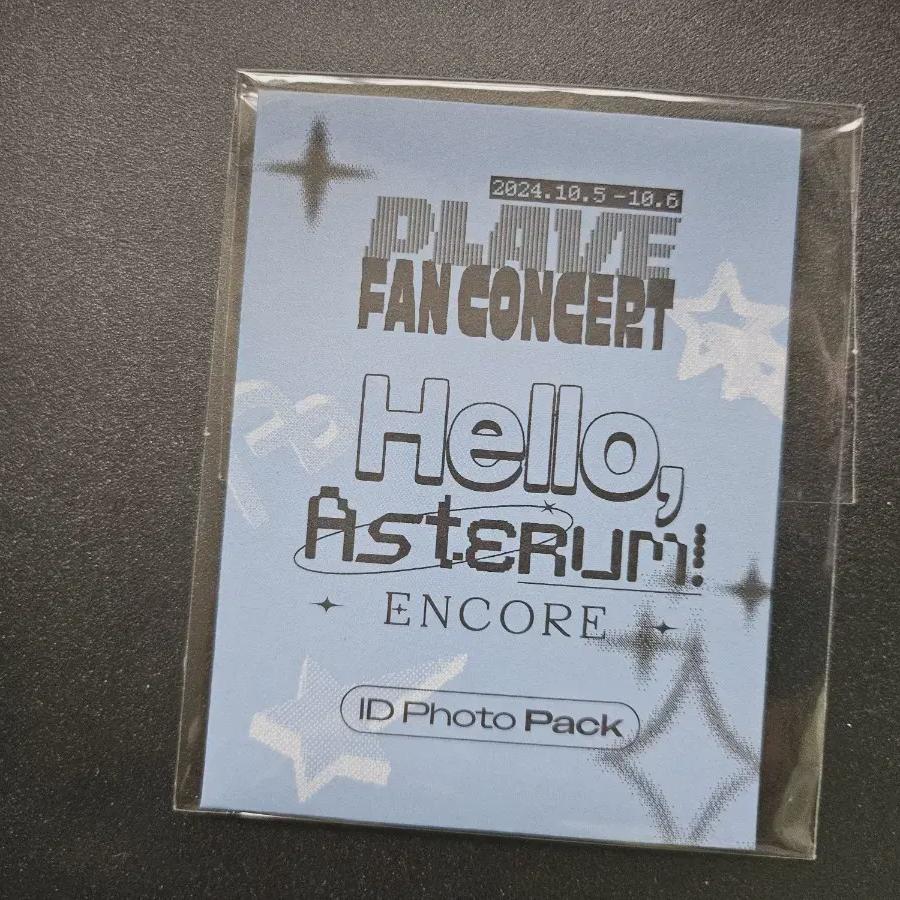 2024.10.5 -10.6
PLAVE
FAN CONCERT
Hello,
Asterum!
ENCORE
ID Photo Pack